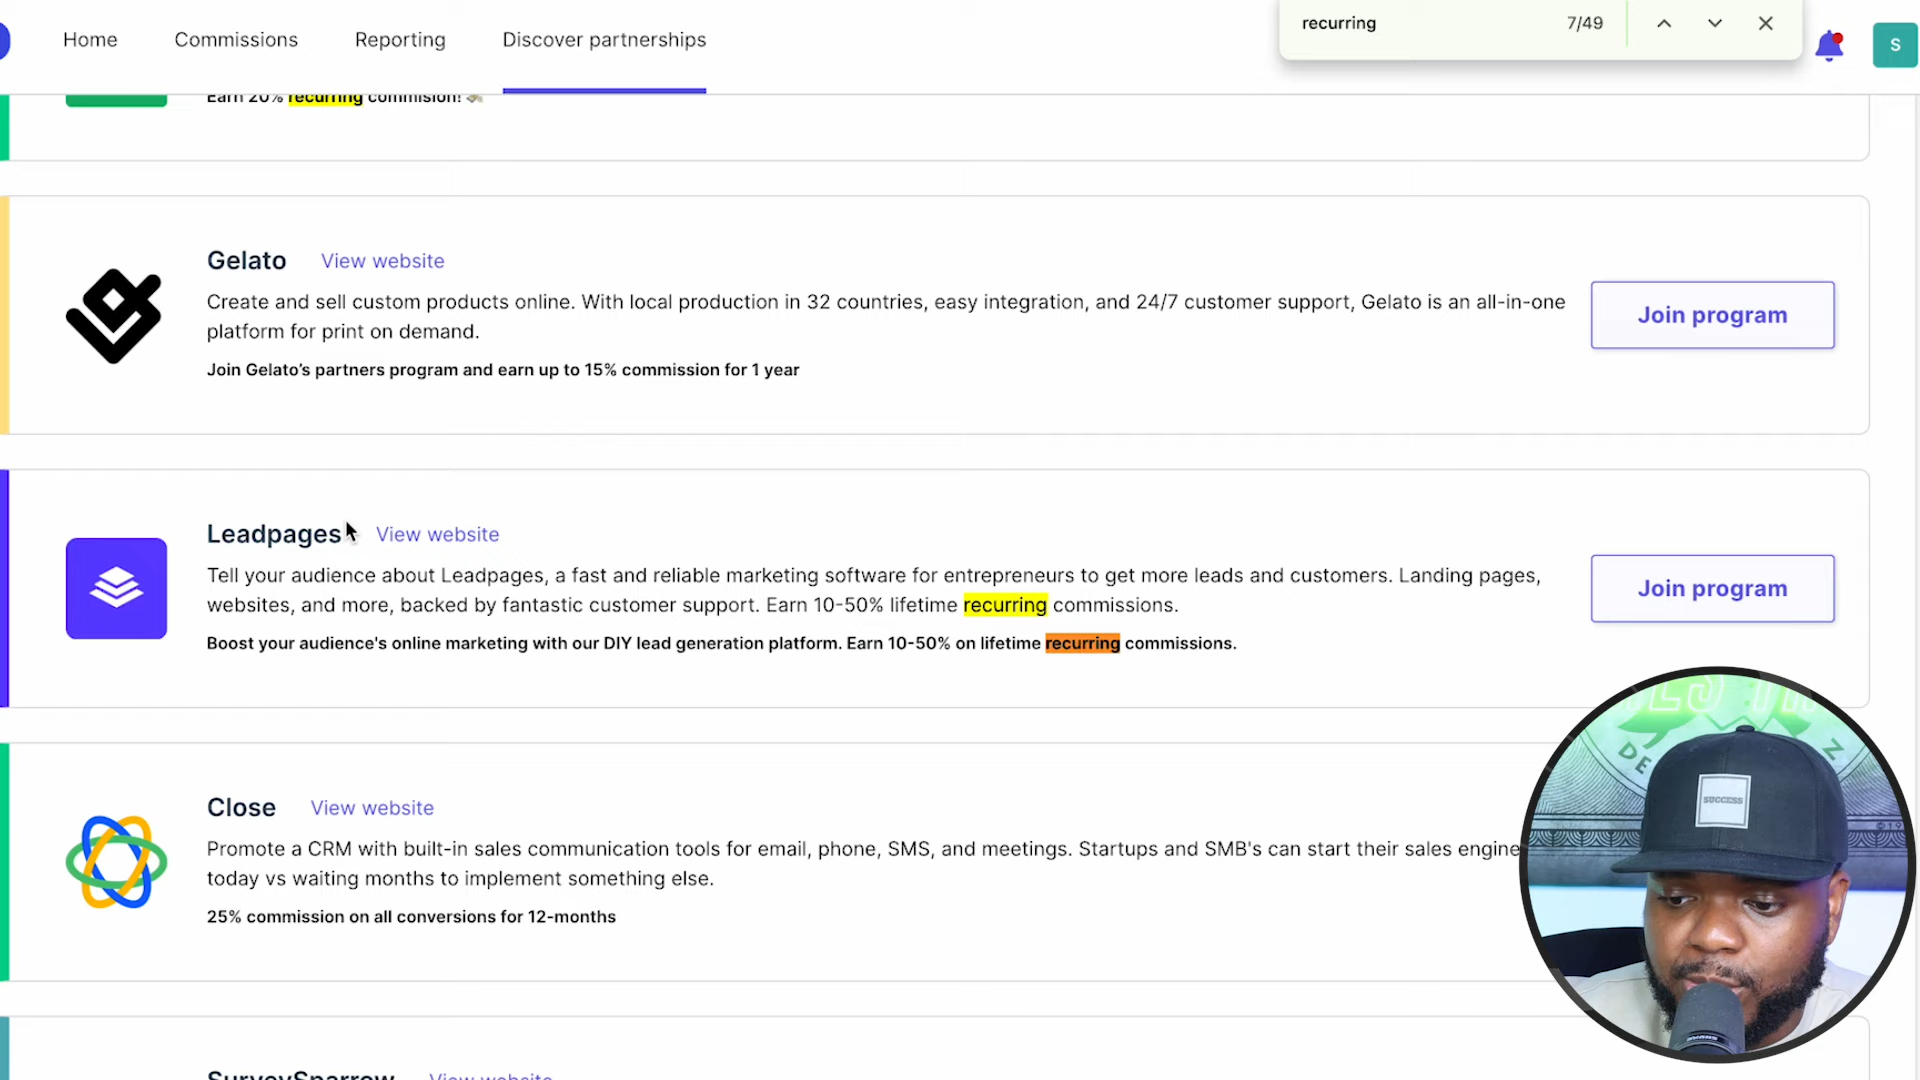 Home Commissions Reporting Discover partnerships
recurring 7/49
S
Earn 20% recurring commision!
Gelato View website
Create and sell custom products online. With local production in 32 countries, easy integration, and 24/7 customer support, Gelato is an all-in-one
platform for print on demand.
Join Gelato's partners program and earn up to 15% commission for 1 year
Join program
Leadpages View website
Tell your audience about Leadpages, a fast and reliable marketing software for entrepreneurs to get more leads and customers. Landing pages,
websites, and more, backed by fantastic customer support. Earn 10-50% lifetime recurring commissions.
Boost your audience's online marketing with our DIY lead generation platform. Earn 10-50% on lifetime recurring commissions.
Join program
Close View website
Promote a CRM with built-in sales communication tools for email, phone, SMS, and meetings. Startups and SMB's can start their sales engine
today vs waiting months to implement something else.
25% commission on all conversions for 12-months
SUCCESS
SurveySparrow View website